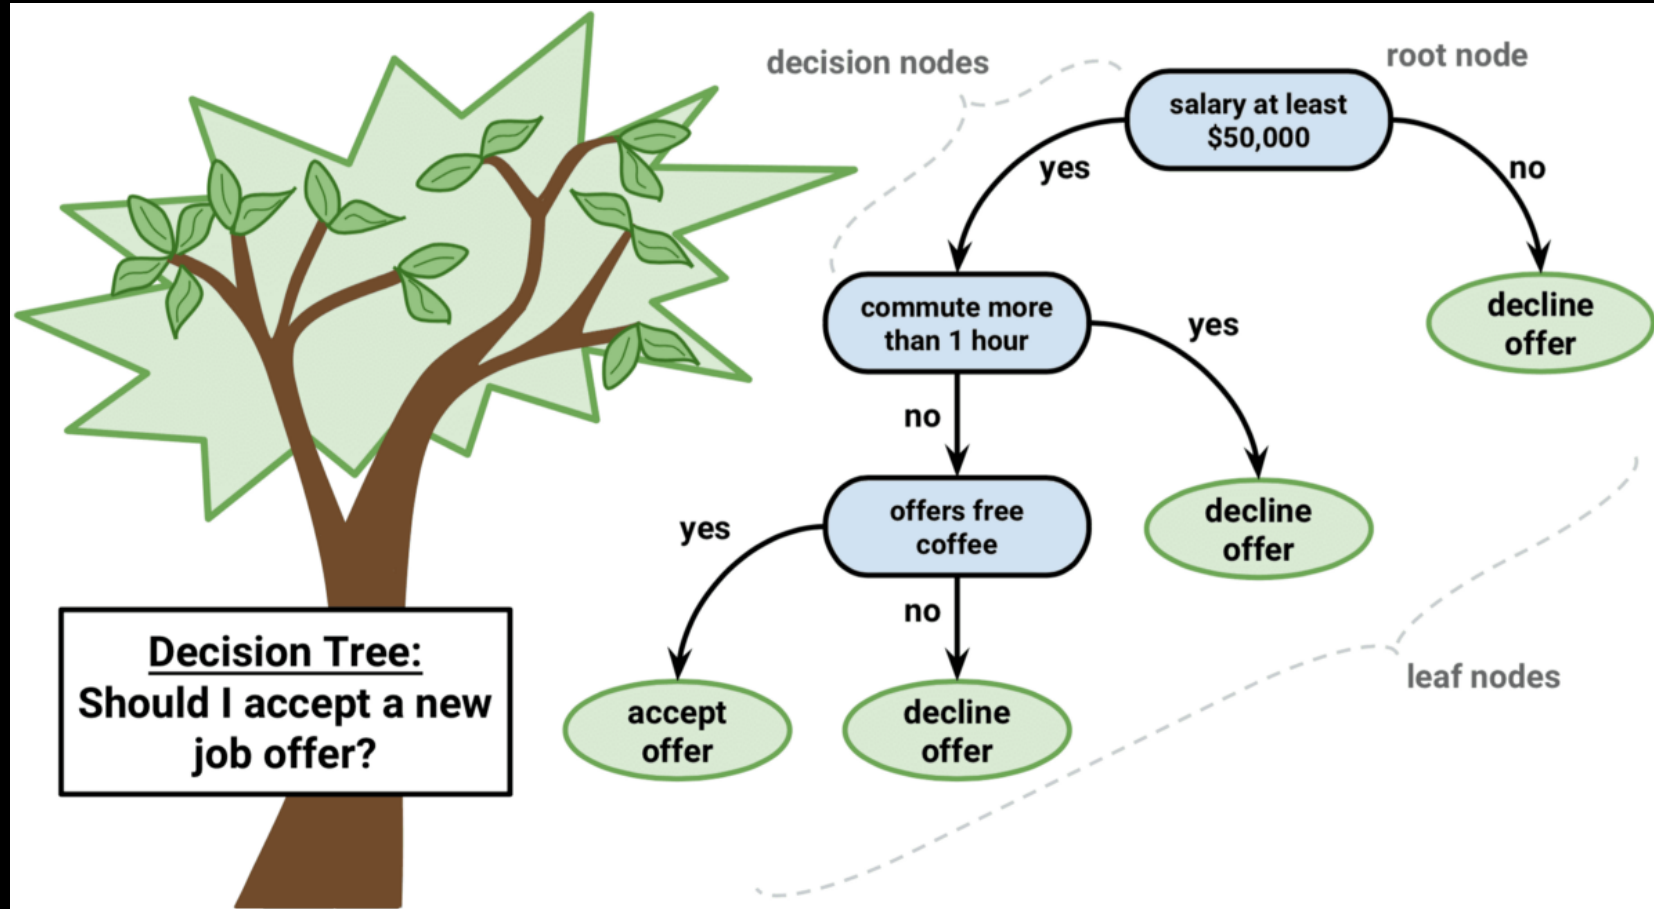 decision nodes
root node
salary at least
$50,000
yes
no
commute more
than 1 hour
yes
decline
offer
no
offers free
coffee
yes
decline
offer
no
Decision Tree:
Should I accept a new
job offer?
accept
offer
decline
offer
leaf nodes